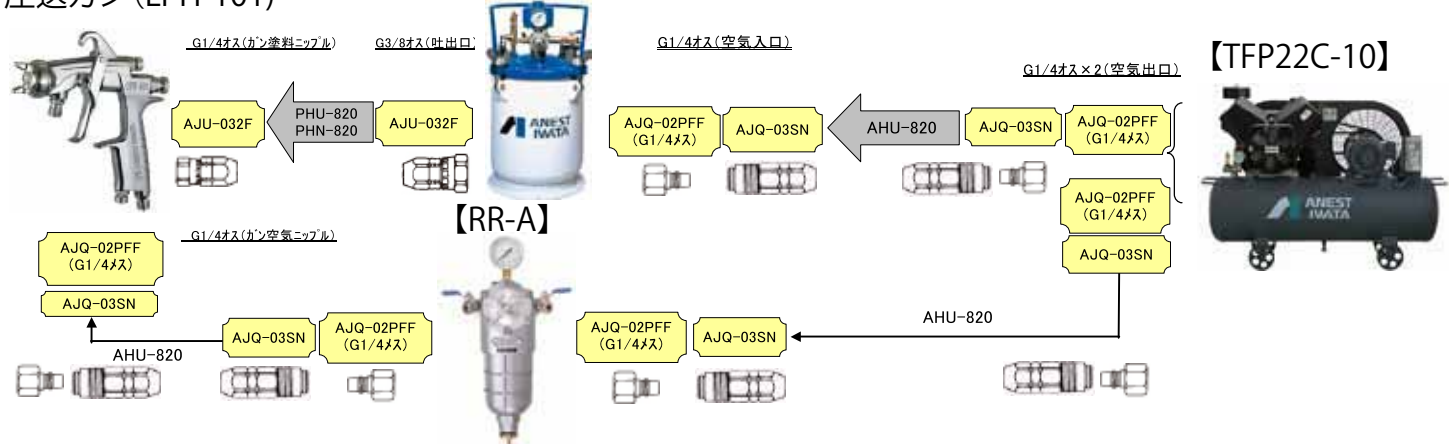 圧送ガン(LPH-101)
G1/4オス(ガン塗料ニップル)
G3/8オス(吐出口)
G1/4オス(空気入口)
G1/4オス×2(空気出口)
【TFP22C-10】
AJU-032F
PHU-820
PHN-820
AJU-032F
ANEST
IWATA
AJQ-02PFF
(G1/4メス)
AJQ-03SN
AHU-820
AJQ-03SN
AJQ-02PFF
(G1/4メス)
ANEST
IWATA
AJQ-02PFF
(G1/4メス)
AJQ-03SN
【RR-A】
G1/4オス(ガン空気ニップル)
AJQ-02PFF
(G1/4メス)
AJQ-03SN
AHU-820
AJQ-03SN
AJQ-02PFF
(G1/4メス)
AJQ-02PFF
(G1/4メス)
AJQ-03SN
AHU-820